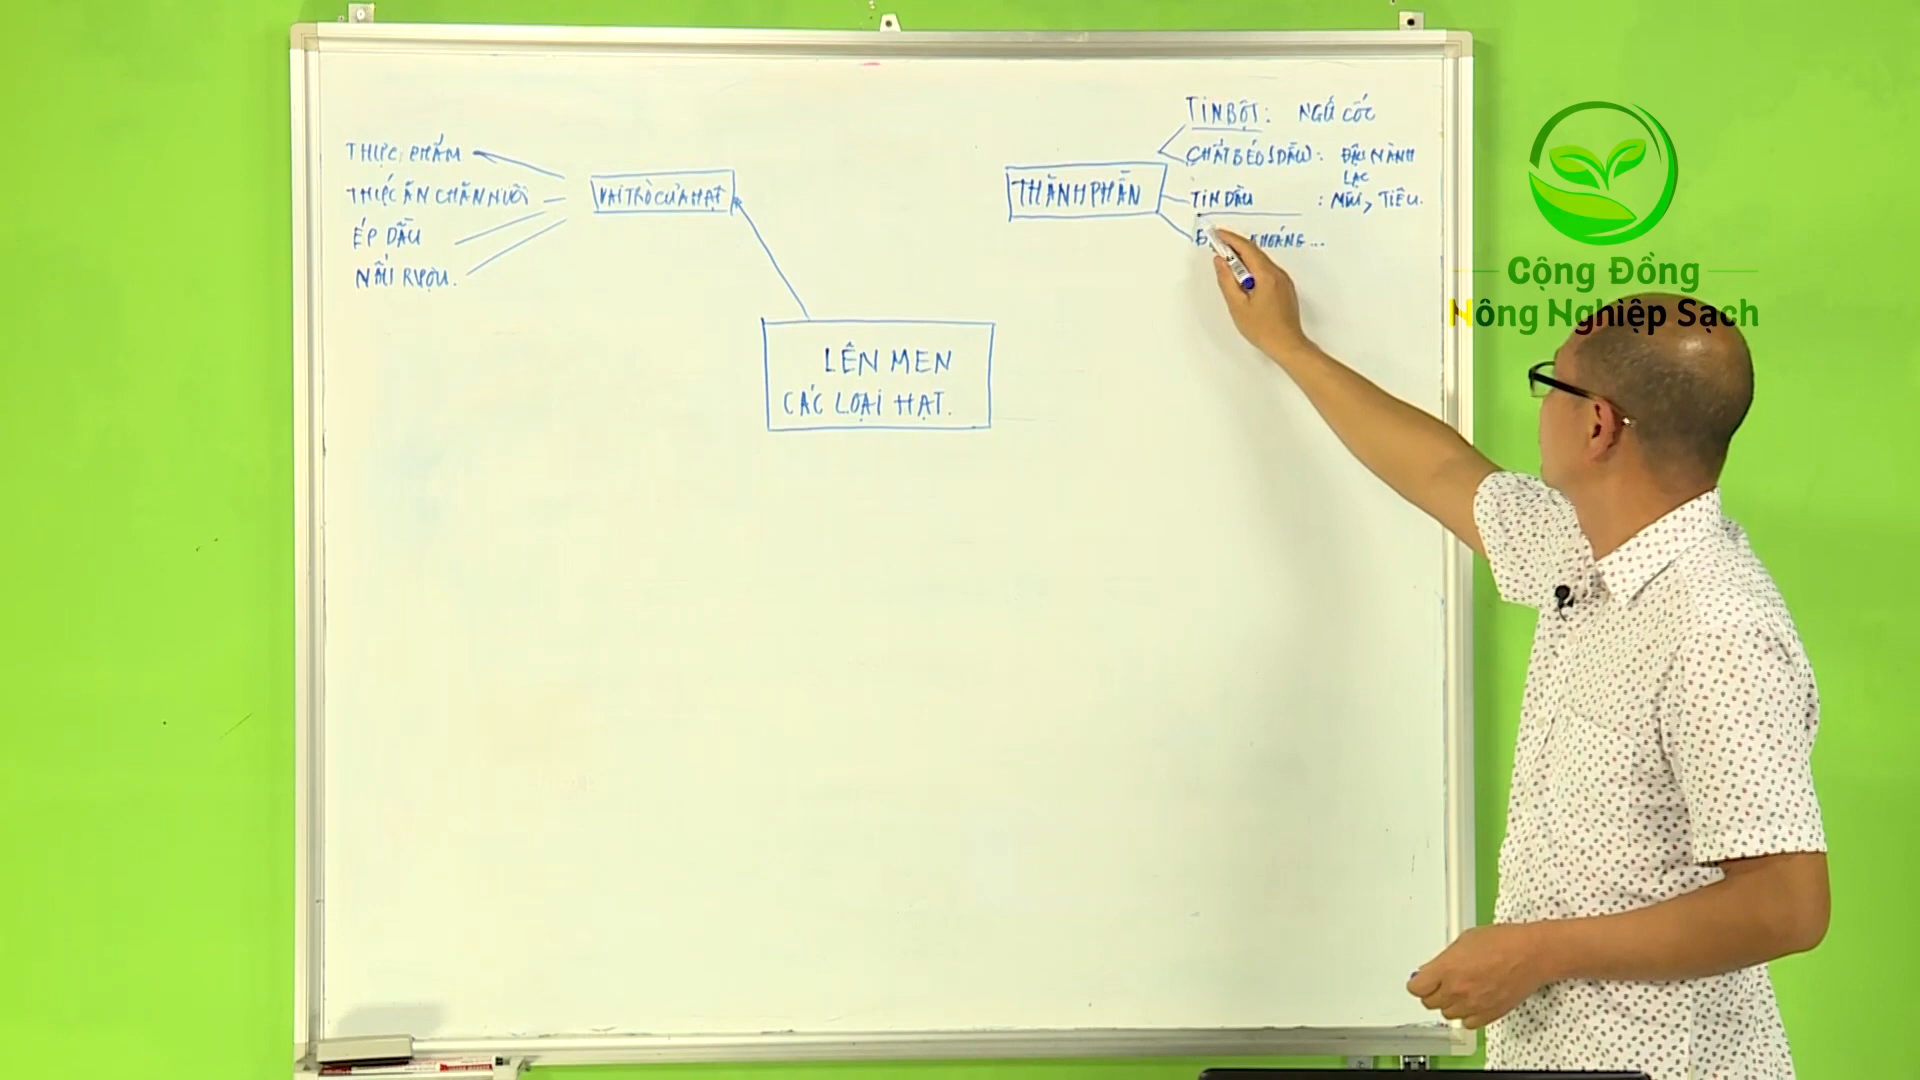 THỰC PHẨM
THỨC ĂN CHĂN NUÔI
ÉP DẦU
NẤU RƯỢU.
VAI TRÒ CỦA HẠT
LÊN MEN
CÁC LOẠI HẠT.
THÀNH PHẦN
TINBỘT: NGŨ CỐC
CHẤT BÉO (DẦU): ĐẬU NÀNH
LẠC
TINH DẦU : MÙI, TIÊU.
KHOÁNG...
Cộng Đồng
Nông Nghiệp Sạch